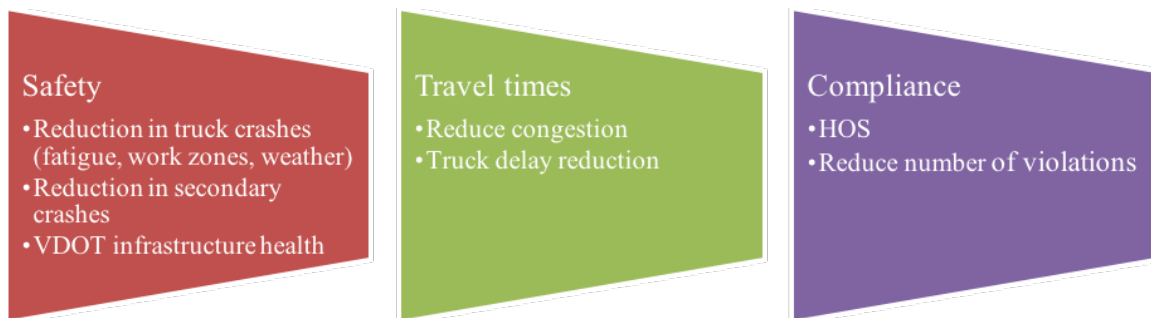 Safety
•Reduction in truck crashes
(fatigue, work zones, weather)
•Reduction in secondary
crashes
•VDOT infrastructure health
Travel times
•Reduce congestion
•Truck delay reduction
Compliance
•HOS
•Reduce number of violations